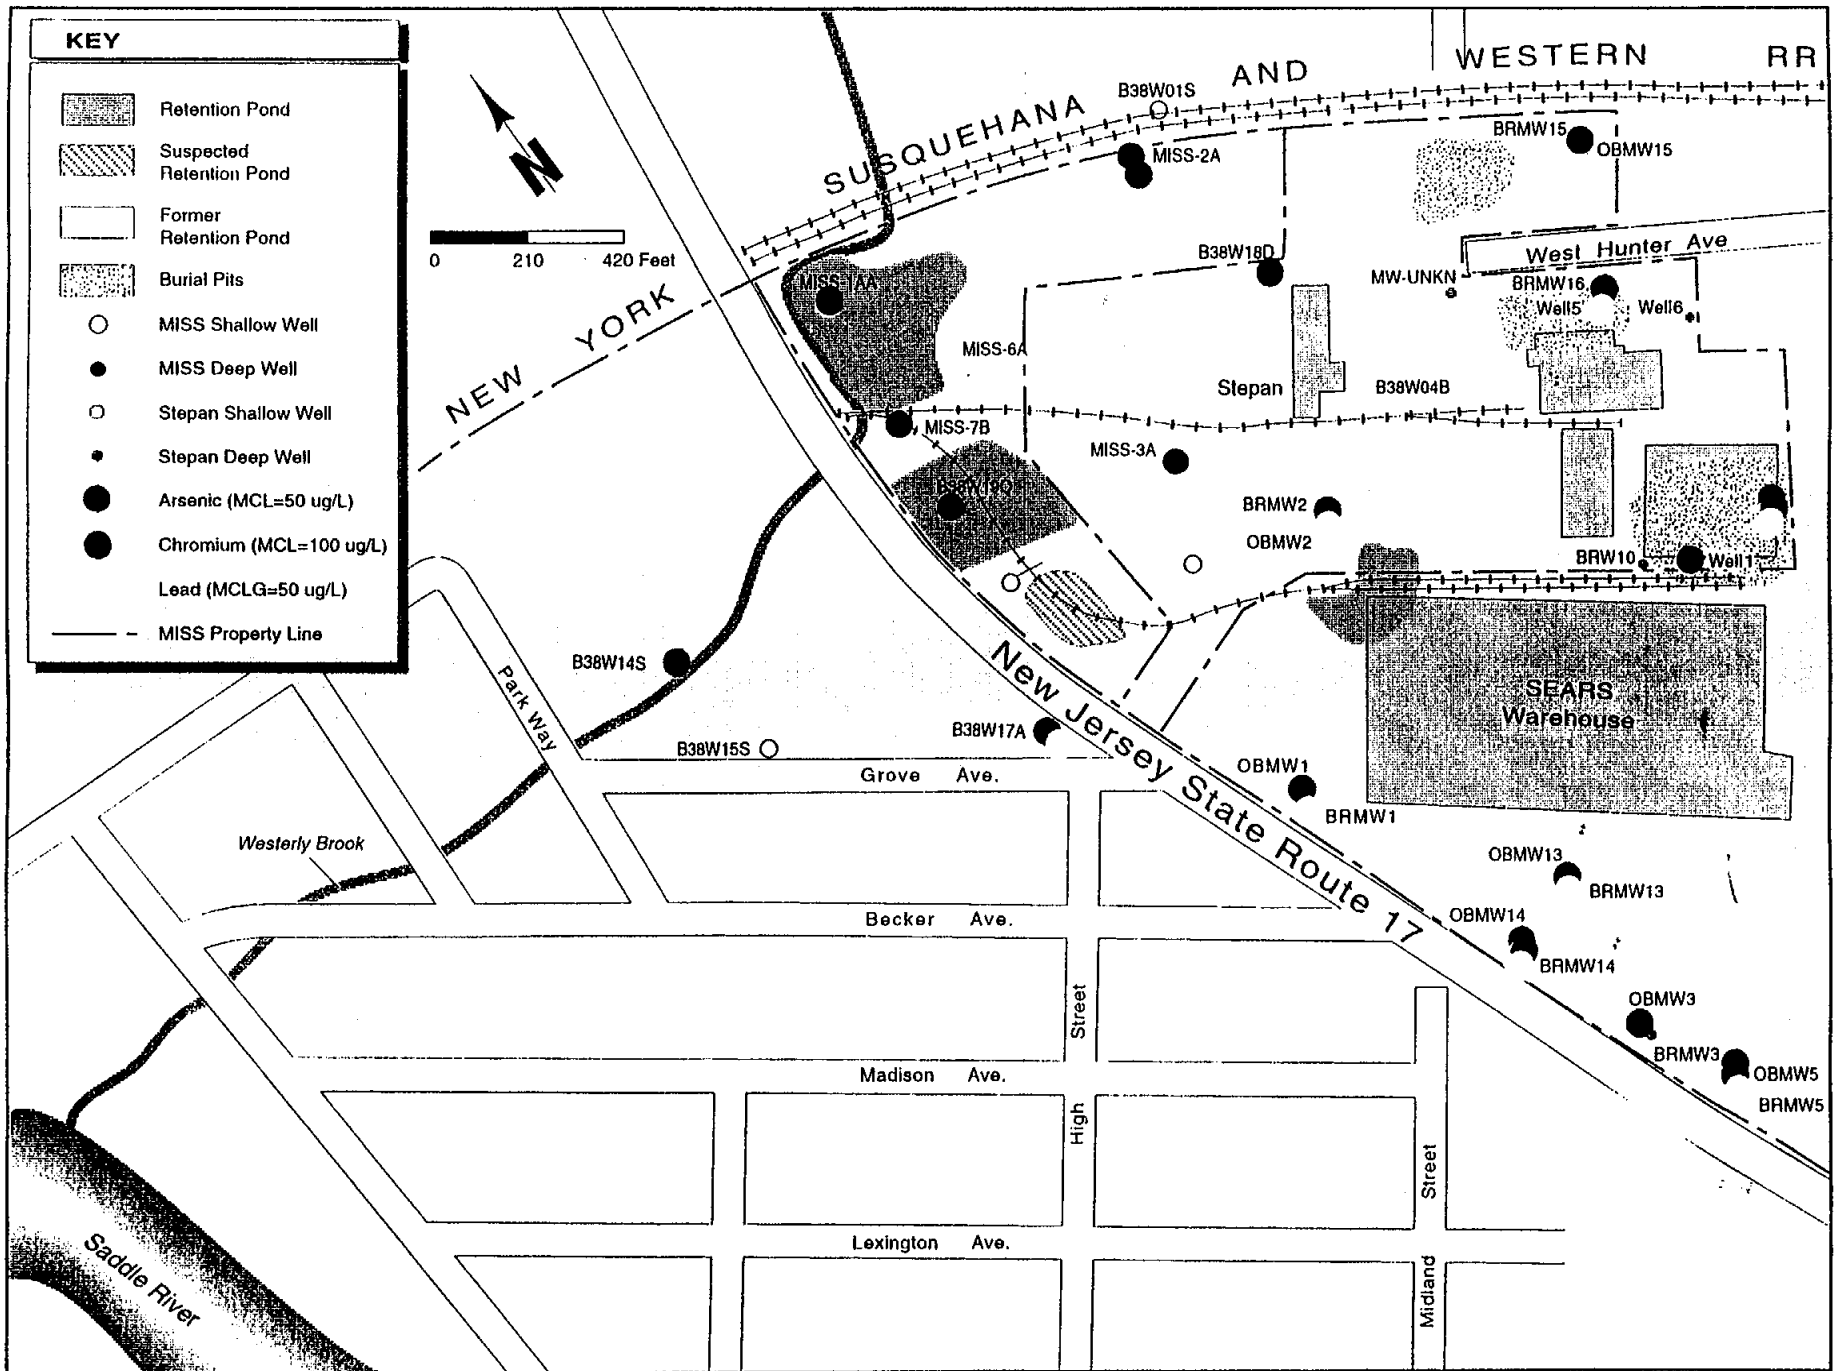 KEY
Retention Pond
Suspected
Retention Pond
Former
Retention Pond
Burial Pits
MISS Shallow Well
MISS Deep Well
Stepan Shallow Well
Stepan Deep Well
Arsenic (MCL=50 ug/L)
Chromium (MCL=100 ug/L)
Lead (MCLG=50 ug/L)
MISS Property Line
N
0 210 420 Feet
NEW YORK SUSQUEHANA AND WESTERN RR
B38W01S
MISS-2A
BRMW15
OBMW15
West Hunter Ave
B38W18D
MW-UNKN
BRMW16
Well5
Well6
MISS-1AA
MISS-6A
Stepan
B38W04B
MISS-7B
MISS-3A
BRMW2
OBMW2
BRW10
Well1
SEARS
Warehouse
B38W14S
B38W15S
B38W17A
Park Way
Grove Ave.
New Jersey State Route 17
OBMW1
BRMW1
OBMW13
BRMW13
OBMW14
BRMW14
OBMW3
BRMW3
OBMW5
BRMW5
Westerly Brook
Becker Ave.
Madison Ave.
High Street
Lexington Ave.
Midland Street
Saddle River